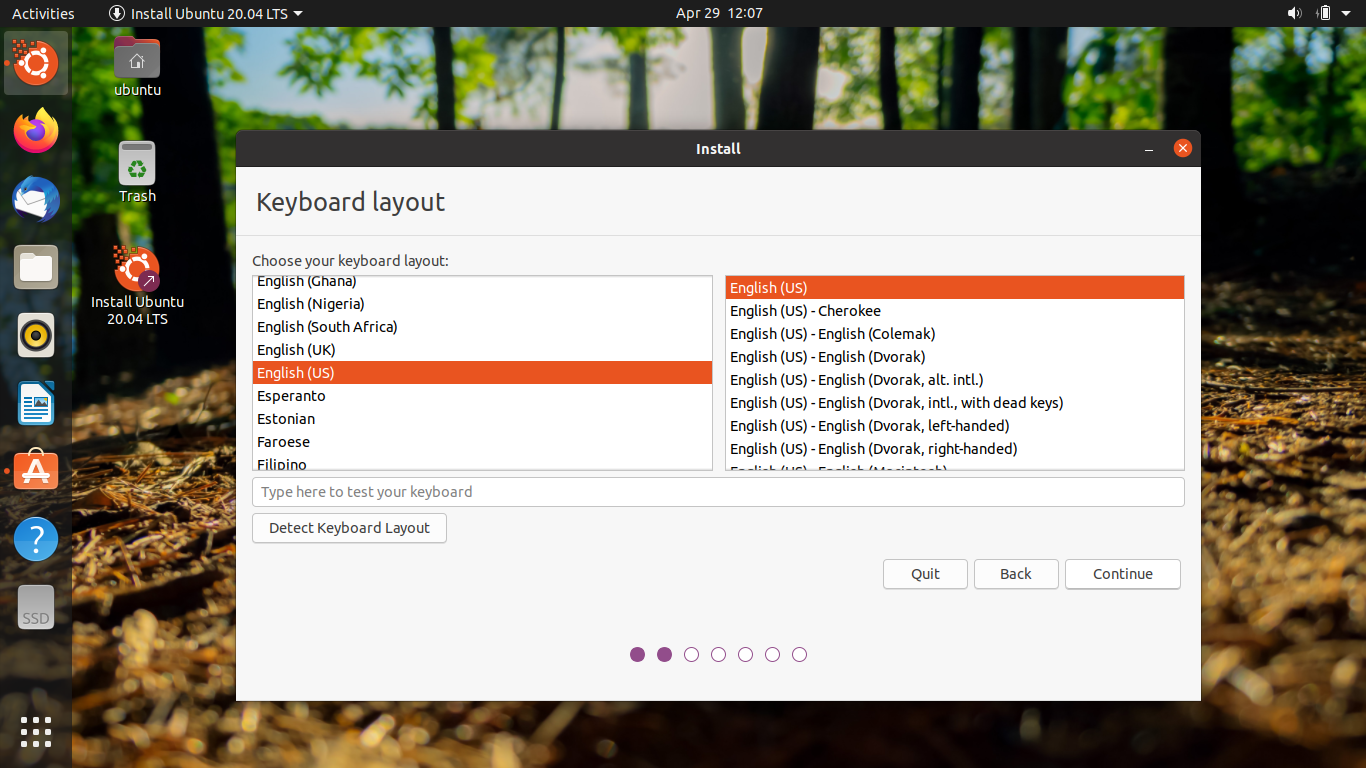 Activities
Install Ubuntu 20.04 LTS
Apr 29 12:07
ubuntu
Trash
Install Ubuntu
20.04 LTS
SSD
Install
Keyboard layout
Choose your keyboard layout:
English (Ghana)
English (Nigeria)
English (South Africa)
English (UK)
English (US)
Esperanto
Estonian
Faroese
Filipino
English (US)
English (US) - Cherokee
English (US) - English (Colemak)
English (US) - English (Dvorak)
English (US) - English (Dvorak, alt. intl.)
English (US) - English (Dvorak, intl., with dead keys)
English (US) - English (Dvorak, left-handed)
English (US) - English (Dvorak, right-handed)
English (US) - English (Macintosh)
Type here to test your keyboard
Detect Keyboard Layout
Quit
Back
Continue